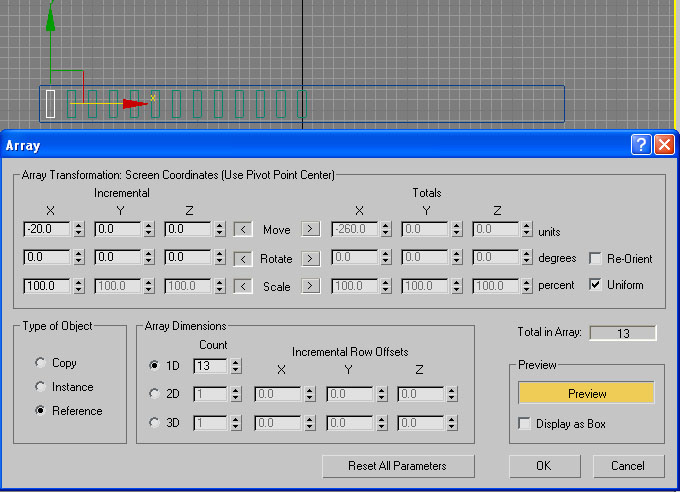 x
Array
Array Transformation: Screen Coordinates (Use Pivot Point Center)
Incremental Totals
X Y Z X Y Z
-20.0 0.0 0.0 < Move > -260.0 0.0 0.0 units
0.0 0.0 0.0 < Rotate > 0.0 0.0 0.0 degrees Re-Orient
100.0 100.0 100.0 < Scale > 100.0 100.0 100.0 percent Uniform
Type of Object
Copy
Instance
Reference
Array Dimensions
Count
Incremental Row Offsets
X Y Z
1D 13
2D 1 0.0 0.0 0.0
3D 1 0.0 0.0 0.0
Total in Array: 13
Preview
Preview
Display as Box
Reset All Parameters OK Cancel